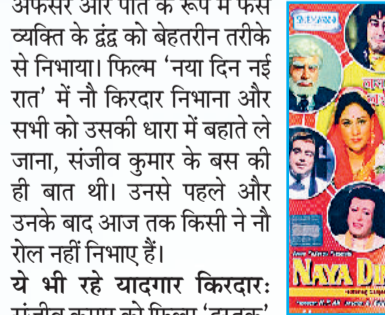 अफसर और पति के रूप में फंसे
व्यक्ति के द्वंद्व को बेहतरीन तरीके
से निभाया। फिल्म ‘नया दिन नई
रात’ में नौ किरदार निभाना और
सभी को उसकी धारा में बहाते ले
जाना, संजीव कुमार के बस की
ही बात थी। उनसे पहले और
उनके बाद आज तक किसी ने नौ
रोल नहीं निभाए हैं।
ये भी रहे यादगार किरदार:
संजीव कुमार को फिल्म
NAYA DI